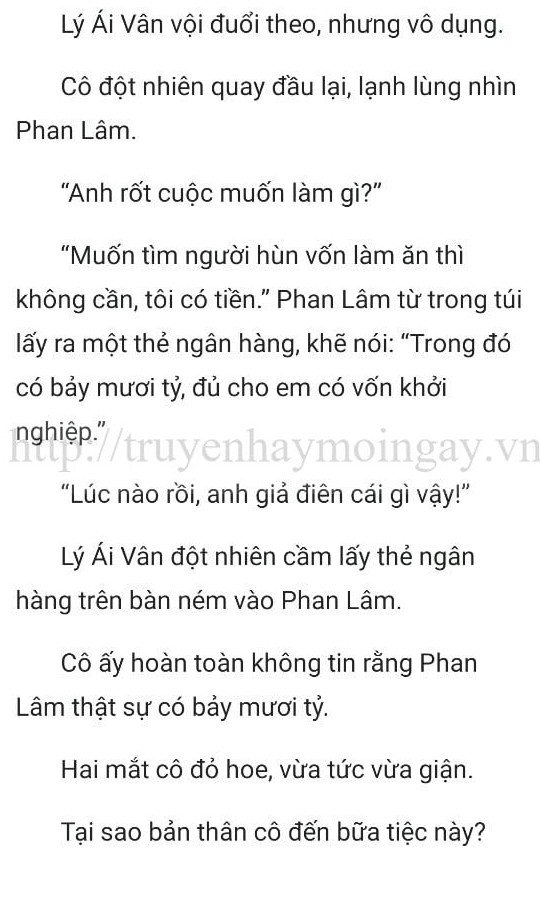 Lý Ái Vân vội đuổi theo, nhưng vô dụng.
Cô đột nhiên quay đầu lại, lạnh lùng nhìn
Phan Lâm.
“Anh rốt cuộc muốn làm gì?”
“Muốn tìm người hùn vốn làm ăn thì
không cần, tôi có tiền.” Phan Lâm từ trong túi
lấy ra một thẻ ngân hàng, khẽ nói: “Trong đó
có bảy mươi tỷ, đủ cho em có vốn khởi
nghiệp.”
http://truyenhaymoingay.vn
“Lúc nào rồi, anh giả điên cái gì vậy!”
Lý Ái Vân đột nhiên cầm lấy thẻ ngân
hàng trên bàn ném vào Phan Lâm.
Cô ấy hoàn toàn không tin rằng Phan
Lâm thật sự có bảy mươi tỷ.
Hai mắt cô đỏ hoe, vừa tức vừa giận.
Tại sao bản thân cô đến bữa tiệc này?